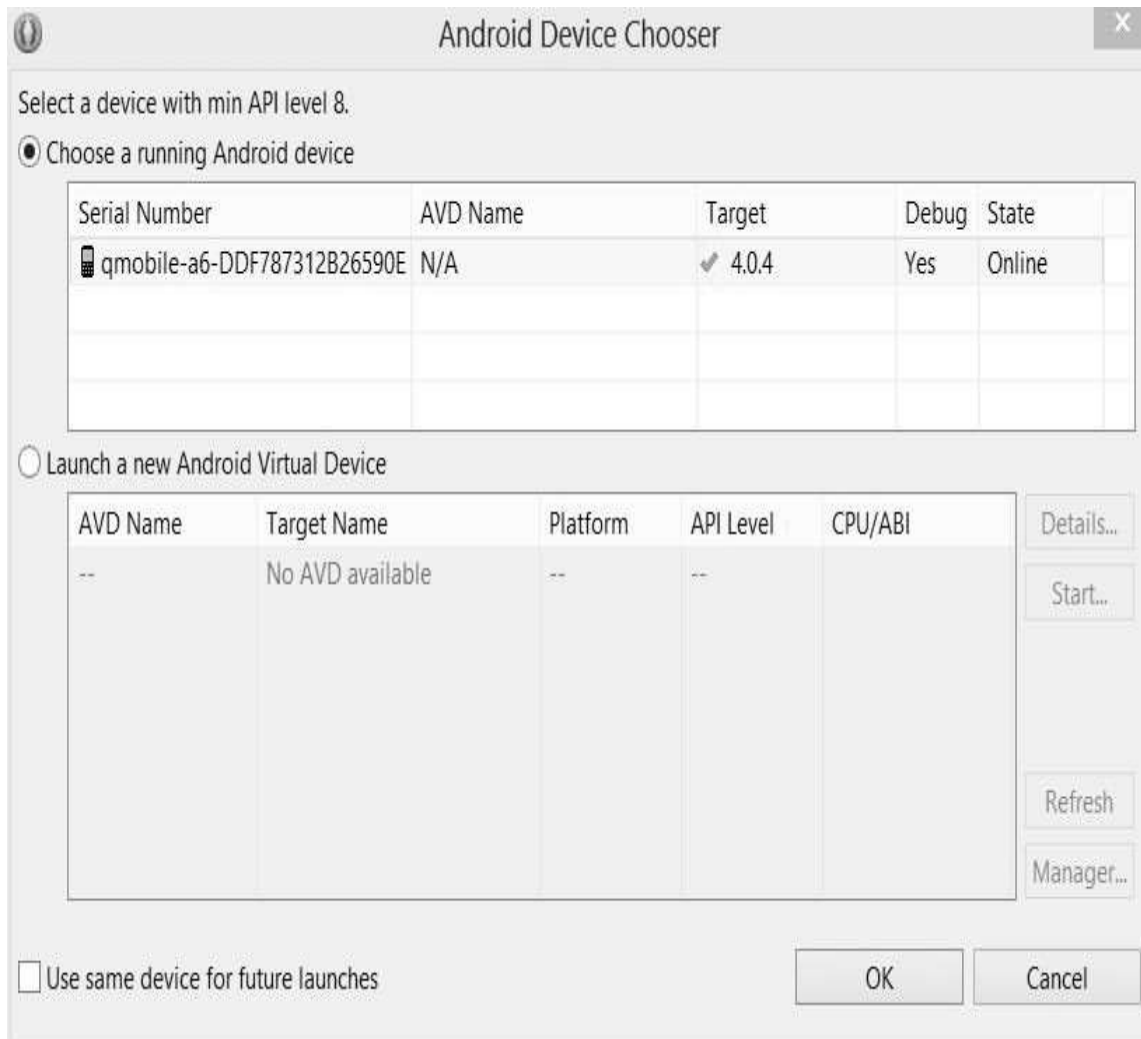 Android Device Chooser
X
Select a device with min API level 8.
Choose a running Android device
Serial Number AVD Name Target Debug State
qmobile-a6-DDF787312B26590E N/A 4.0.4 Yes Online
Launch a new Android Virtual Device
AVD Name Target Name Platform API Level CPU/ABI
Details...
-- No AVD available -- --
Start...
Refresh
Manager...
Use same device for future launches
OK Cancel